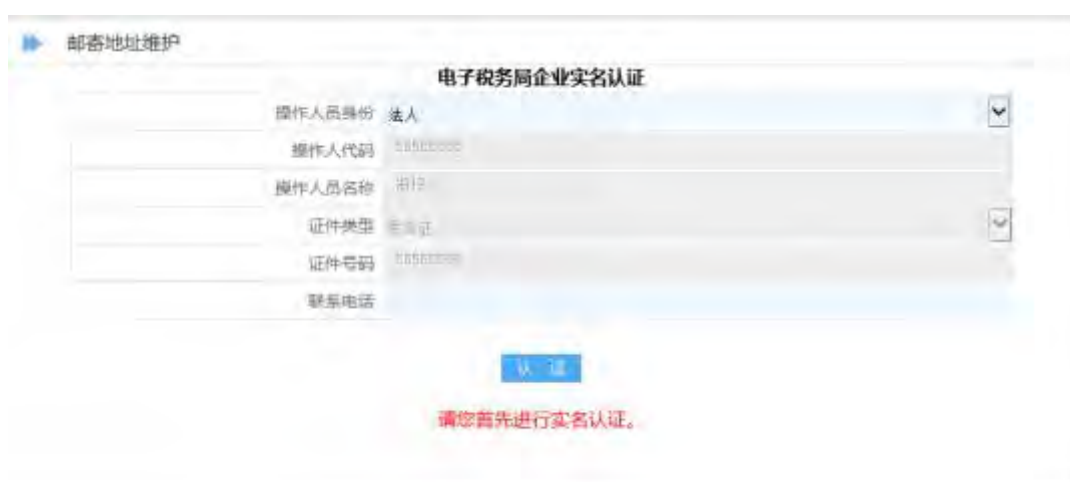 邮寄地址维护
电子税务局企业实名认证
操作人员身份 法人
操作人代码
操作人员名称
证件类型
证件号码
联系电话
认 证
请您首先进行实名认证。